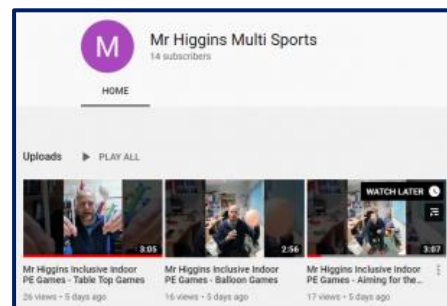 M
Mr Higgins Multi Sports
14 subscribers
HOME
Uploads ▶ PLAY ALL
WATCH LATER
3:05
2:56
3:07
Mr Higgins Inclusive Indoor
PE Games - Table Top Games
26 views • 5 days ago
Mr Higgins Inclusive Indoor
PE Games - Balloon Games
16 views • 5 days ago
Mr Higgins Inclusive Indoor
PE Games - Aiming for the...
17 views • 5 days ago